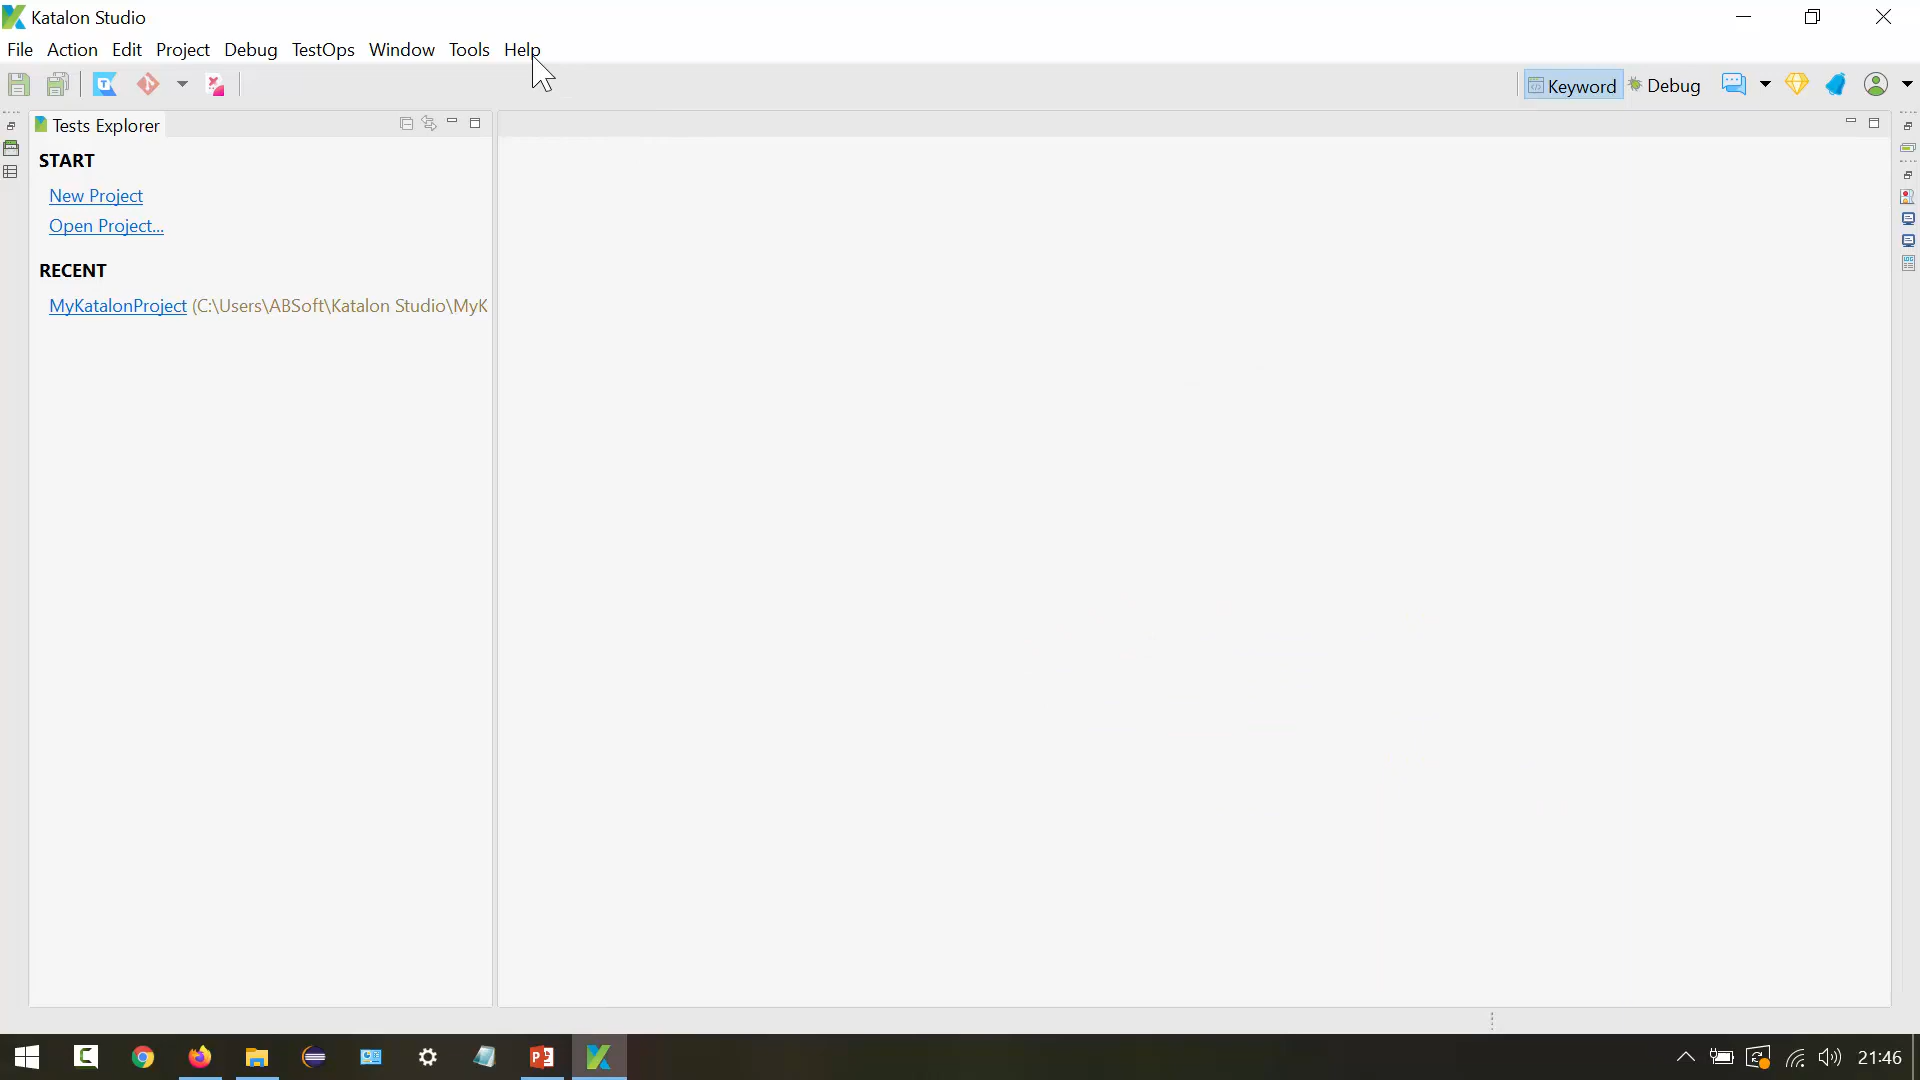 Katalon Studio
File Action Edit Project Debug TestOps Window Tools Help
Keyword Debug
Tests Explorer
START
New Project
Open Project...
RECENT
MyKatalonProject (C:\Users\ABSoft\Katalon Studio\MyK
21:46